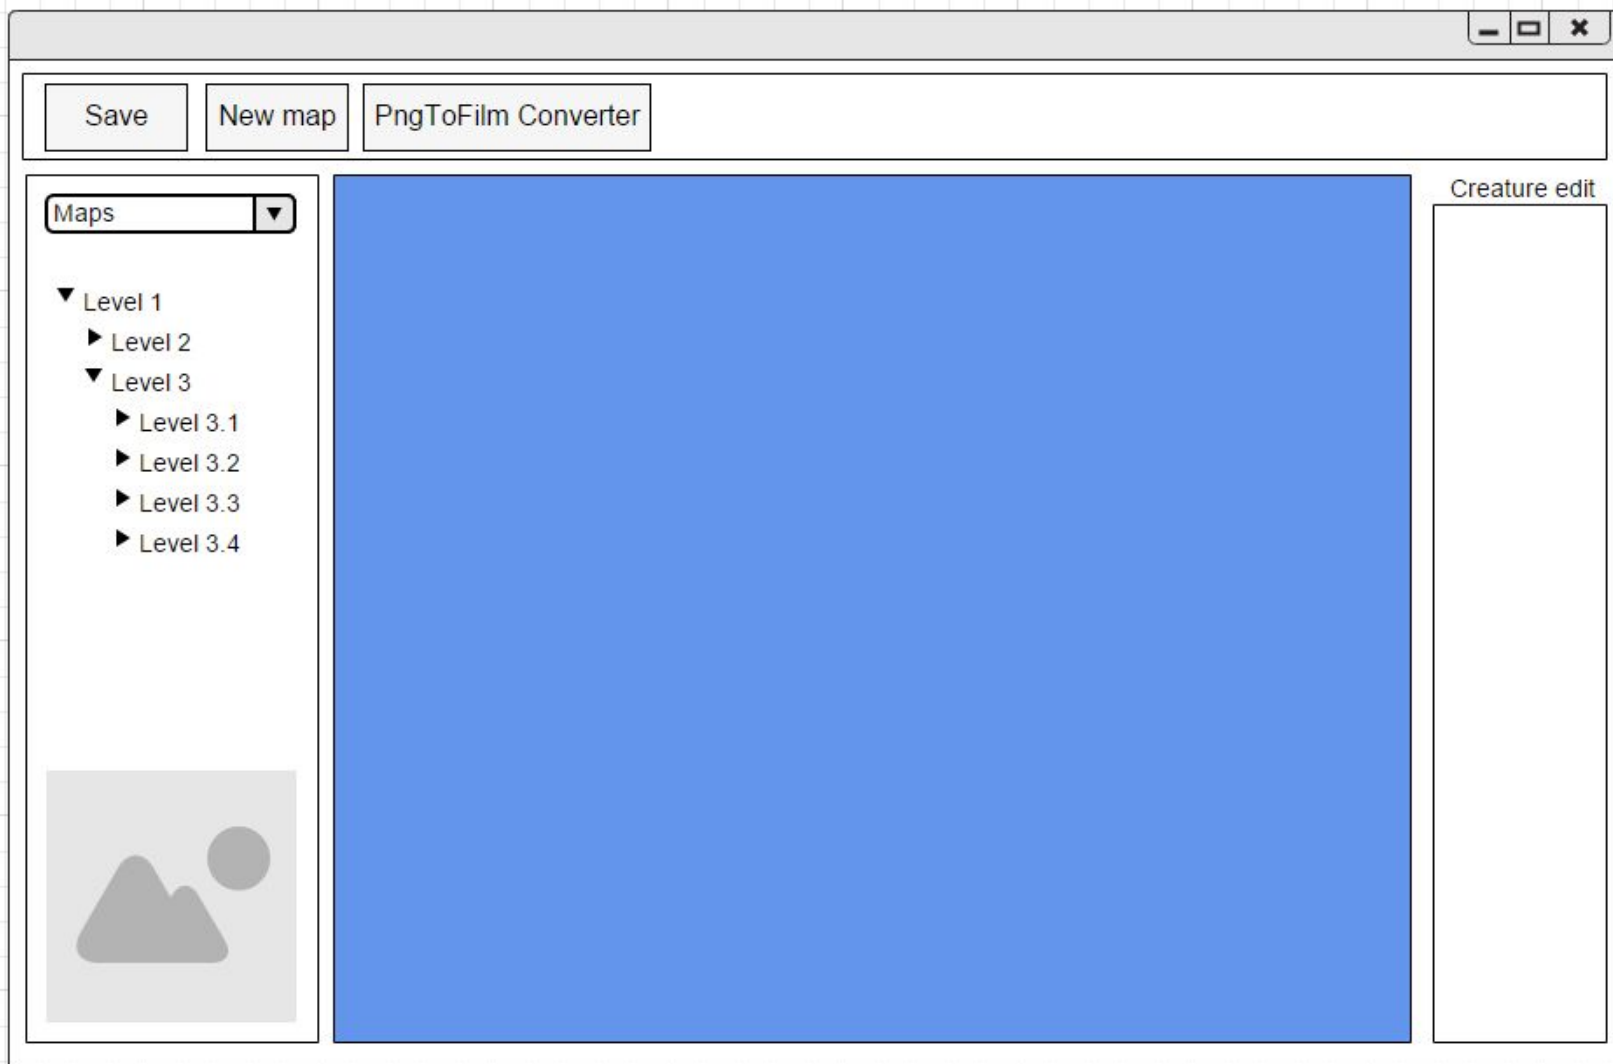 Save
New map
PngToFilm Converter
Maps
Creature edit
Level 1
Level 2
Level 3
Level 3.1
Level 3.2
Level 3.3
Level 3.4